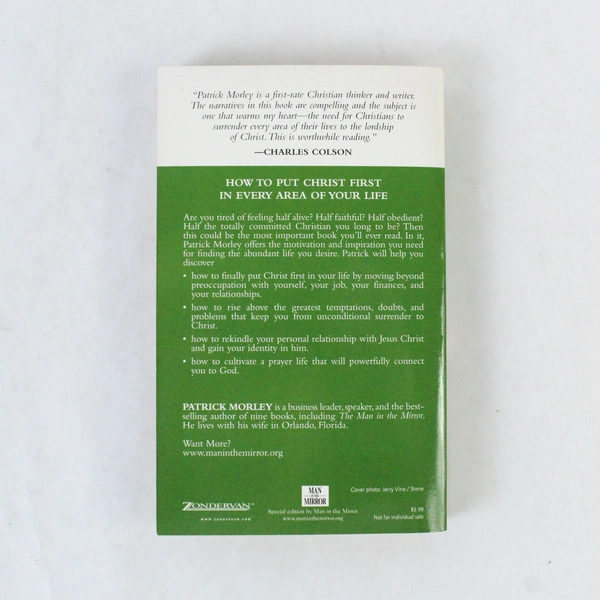 “Patrick Morley is a first-rate Christian thinker and writer.
The narratives in this book are compelling and the subject is
one that warms my heart—the need for Christians to
surrender every area of their lives to the lordship
of Christ. This is worthwhile reading.”
—CHARLES COLSON
HOW TO PUT CHRIST FIRST
IN EVERY AREA OF YOUR LIFE
Are you tired of feeling half alive? Half faithful? Half obedient?
Half the totally committed Christian you long to be? Then
this could be the most important book you'll ever read. In it,
Patrick Morley offers the motivation and inspiration you need
for finding the abundant life you desire. Patrick will help you
discover
• how to finally put Christ first in your life by moving beyond
preoccupation with yourself, your job, your finances, and
your relationships.
• how to rise above the greatest temptations, doubts, and
problems that keep you from unconditional surrender to
Christ.
• how to rekindle your personal relationship with Jesus Christ
and gain your identity in him.
• how to cultivate a prayer life that will powerfully connect
you to God.
PATRICK MORLEY is a business leader, speaker, and the best-
selling author of nine books, including The Man in the Mirror.
He lives with his wife in Orlando, Florida.
Want More?
www.maninthemirror.org
ZONDERVAN™
www.zondervan.com
MAN
IN THE
MIRROR
Special edition by Man in the Mirror
www.maninthemirror.org
Cover photo: Jerry Vine / Stone
$5.99
Not for individual sale